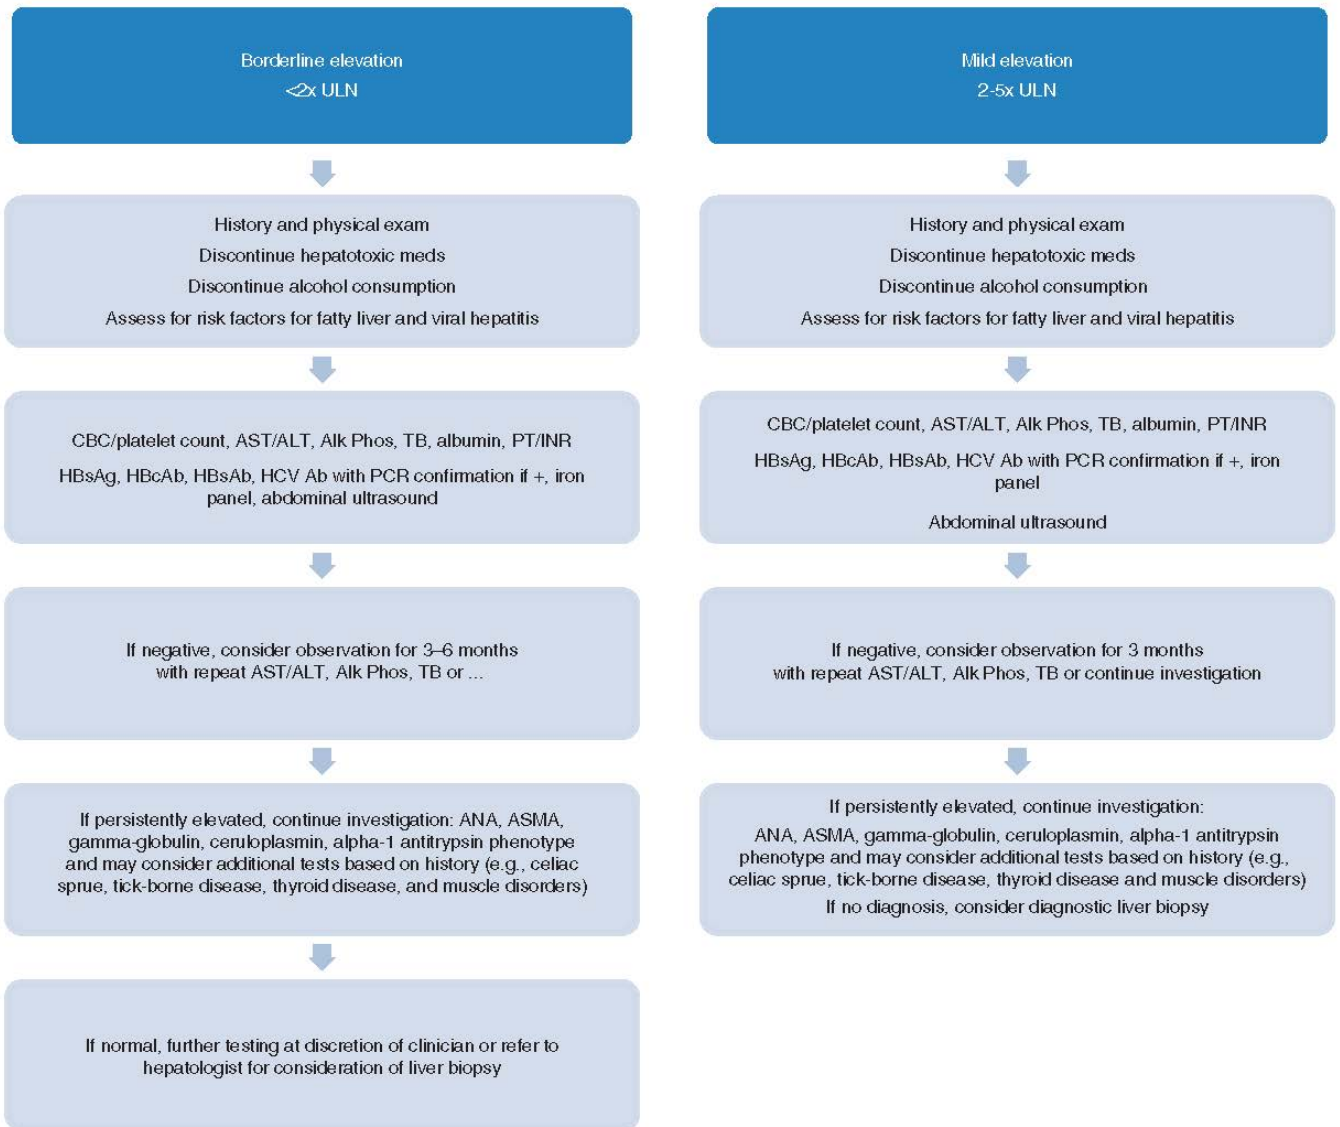 Borderline elevation
<2x ULN
History and physical exam
Discontinue hepatotoxic meds
Discontinue alcohol consumption
Assess for risk factors for fatty liver and viral hepatitis
CBC/platelet count, AST/ALT, Alk Phos, TB, albumin, PT/INR
HBsAg, HBcAb, HBsAb, HCV Ab with PCR confirmation if +, iron
panel, abdominal ultrasound
If negative, consider observation for 3–6 months
with repeat AST/ALT, Alk Phos, TB or ...
If persistently elevated, continue investigation: ANA, ASMA,
gamma-globulin, ceruloplasmin, alpha-1 antitrypsin phenotype
and may consider additional tests based on history (e.g., celiac
sprue, tick-borne disease, thyroid disease, and muscle disorders)
If normal, further testing at discretion of clinician or refer to
hepatologist for consideration of liver biopsy
Mild elevation
2-5x ULN
History and physical exam
Discontinue hepatotoxic meds
Discontinue alcohol consumption
Assess for risk factors for fatty liver and viral hepatitis
CBC/platelet count, AST/ALT, Alk Phos, TB, albumin, PT/INR
HBsAg, HBcAb, HBsAb, HCV Ab with PCR confirmation if +, iron
panel
Abdominal ultrasound
If negative, consider observation for 3 months
with repeat AST/ALT, Alk Phos, TB or continue investigation
If persistently elevated, continue investigation:
ANA, ASMA, gamma-globulin, ceruloplasmin, alpha-1 antitrypsin
phenotype and may consider additional tests based on history (e.g.,
celiac sprue, tick-borne disease, thyroid disease and muscle disorders)
If no diagnosis, consider diagnostic liver biopsy